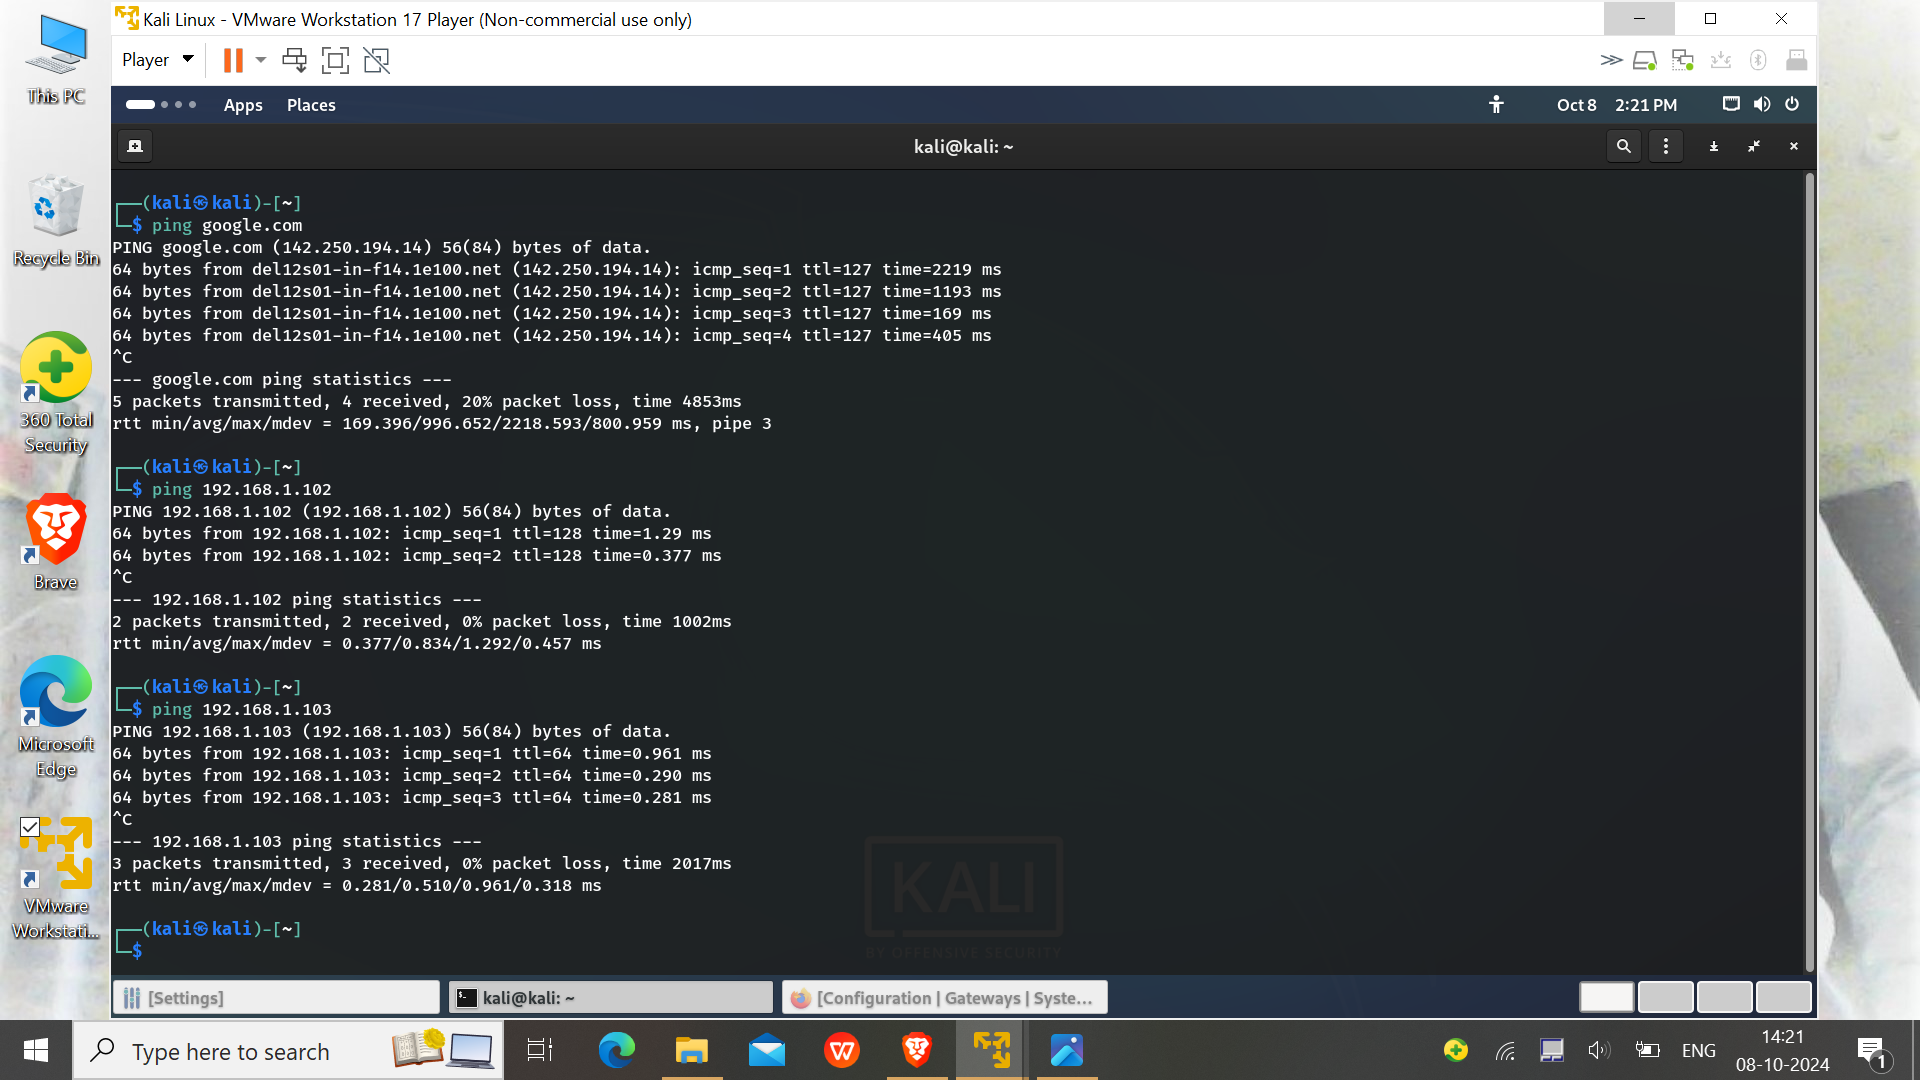 Kali Linux - VMware Workstation 17 Player (Non-commercial use only)
Player
Apps Places Oct 8 2:21 PM
kali@kali: ~
┌──(kali㉿kali)-[~]
└─$ ping google.com
PING google.com (142.250.194.14) 56(84) bytes of data.
64 bytes from del12s01-in-f14.1e100.net (142.250.194.14): icmp_seq=1 ttl=127 time=2219 ms
64 bytes from del12s01-in-f14.1e100.net (142.250.194.14): icmp_seq=2 ttl=127 time=1193 ms
64 bytes from del12s01-in-f14.1e100.net (142.250.194.14): icmp_seq=3 ttl=127 time=169 ms
64 bytes from del12s01-in-f14.1e100.net (142.250.194.14): icmp_seq=4 ttl=127 time=405 ms
^C
--- google.com ping statistics ---
5 packets transmitted, 4 received, 20% packet loss, time 4853ms
rtt min/avg/max/mdev = 169.396/996.652/2218.593/800.959 ms, pipe 3
┌──(kali㉿kali)-[~]
└─$ ping 192.168.1.102
PING 192.168.1.102 (192.168.1.102) 56(84) bytes of data.
64 bytes from 192.168.1.102: icmp_seq=1 ttl=128 time=1.29 ms
64 bytes from 192.168.1.102: icmp_seq=2 ttl=128 time=0.377 ms
^C
--- 192.168.1.102 ping statistics ---
2 packets transmitted, 2 received, 0% packet loss, time 1002ms
rtt min/avg/max/mdev = 0.377/0.834/1.292/0.457 ms
┌──(kali㉿kali)-[~]
└─$ ping 192.168.1.103
PING 192.168.1.103 (192.168.1.103) 56(84) bytes of data.
64 bytes from 192.168.1.103: icmp_seq=1 ttl=64 time=0.961 ms
64 bytes from 192.168.1.103: icmp_seq=2 ttl=64 time=0.290 ms
64 bytes from 192.168.1.103: icmp_seq=3 ttl=64 time=0.281 ms
^C
--- 192.168.1.103 ping statistics ---
3 packets transmitted, 3 received, 0% packet loss, time 2017ms
rtt min/avg/max/mdev = 0.281/0.510/0.961/0.318 ms
┌──(kali㉿kali)-[~]
└─$
KALI
BY OFFENSIVE SECURITY
[Settings]
kali@kali: ~
[Configuration | Gateways | Syste...
This PC
Recycle Bin
360 Total
Security
Brave
Microsoft
Edge
VMware
Workstati...
Type here to search
ENG
14:21
08-10-2024
1